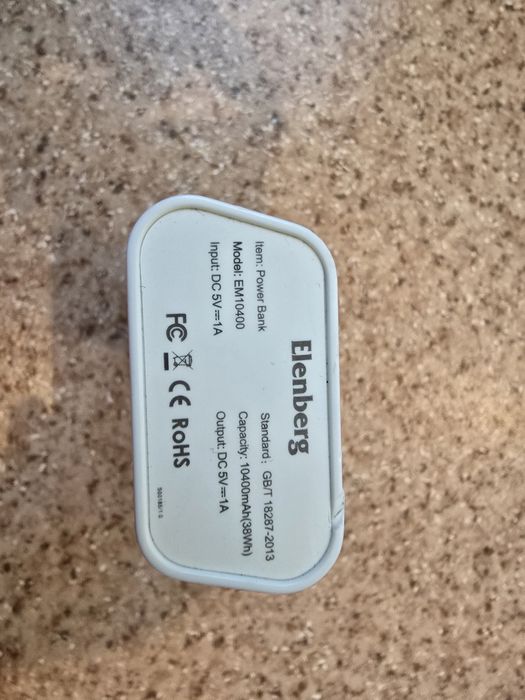 Elenberg
Item: Power Bank
Standard: GB/T 18287-2013
Model: EM10400
Capacity: 10400mAh(38Wh)
Input: DC 5V⎓1A
Output: DC 5V⎓1A
FC CE RoHS